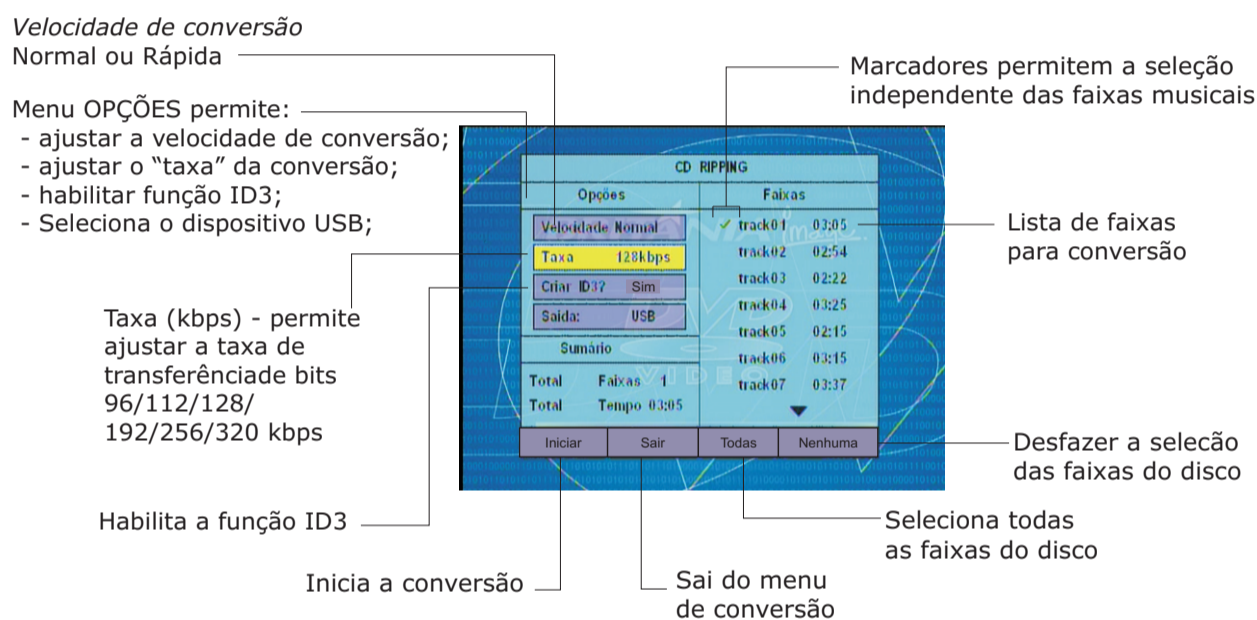 Velocidade de conversão
Normal ou Rápida
Menu OPÇÕES permite:
- ajustar a velocidade de conversão;
- ajustar o “taxa” da conversão;
- habilitar função ID3;
- Seleciona o dispositivo USB;
Taxa (kbps) - permite
ajustar a taxa de
transferênciade bits
96/112/128/
192/256/320 kbps
Habilita a função ID3
Inicia a conversão
Sai do menu
de conversão
Marcadores permitem a seleção
independente das faixas musicais
Lista de faixas
para conversão
Desfazer a selecão
das faixas do disco
Seleciona todas
as faixas do disco
CD RIPPING
Opções
Velocidade Normal
Taxa 128kbps
Criar ID3? Sim
Saida: USB
Sumário
Total Faixas 1
Total Tempo 03:05
Faixas
track01 03:05
track02 02:54
track03 02:22
track04 03:25
track05 02:15
track06 03:15
track07 03:37
Iniciar Sair Todas Nenhuma
DVD
VIDEO